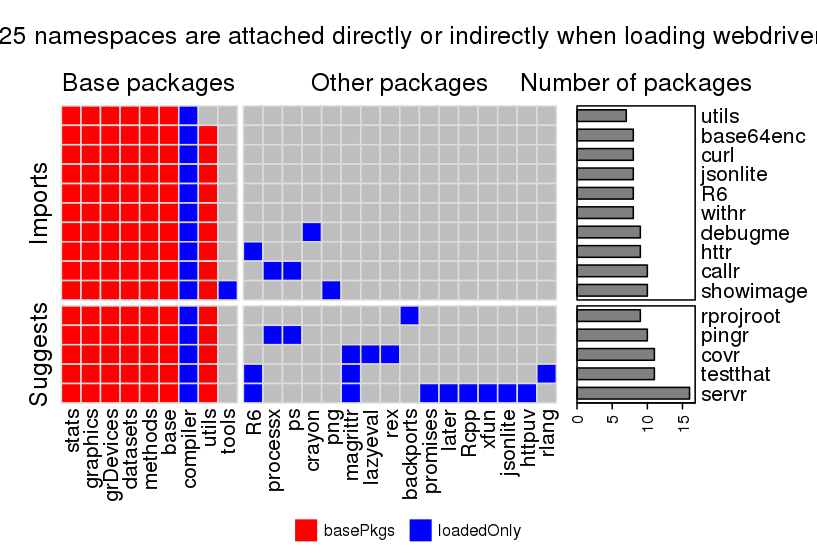 25 namespaces are attached directly or indirectly when loading webdriver
Base packages
Other packages
Number of packages
Imports
Suggests
utils
base64enc
curl
jsonlite
R6
withr
debugme
httr
callr
showimage
rprojroot
pingr
covr
testthat
servr
stats
graphics
grDevices
datasets
methods
base
compiler
utils
tools
R6
processx
ps
crayon
png
magrittr
lazyeval
rex
backports
promises
later
Rcpp
xfun
jsonlite
httpuv
rlang
0
5
10
15
basePkgs
loadedOnly